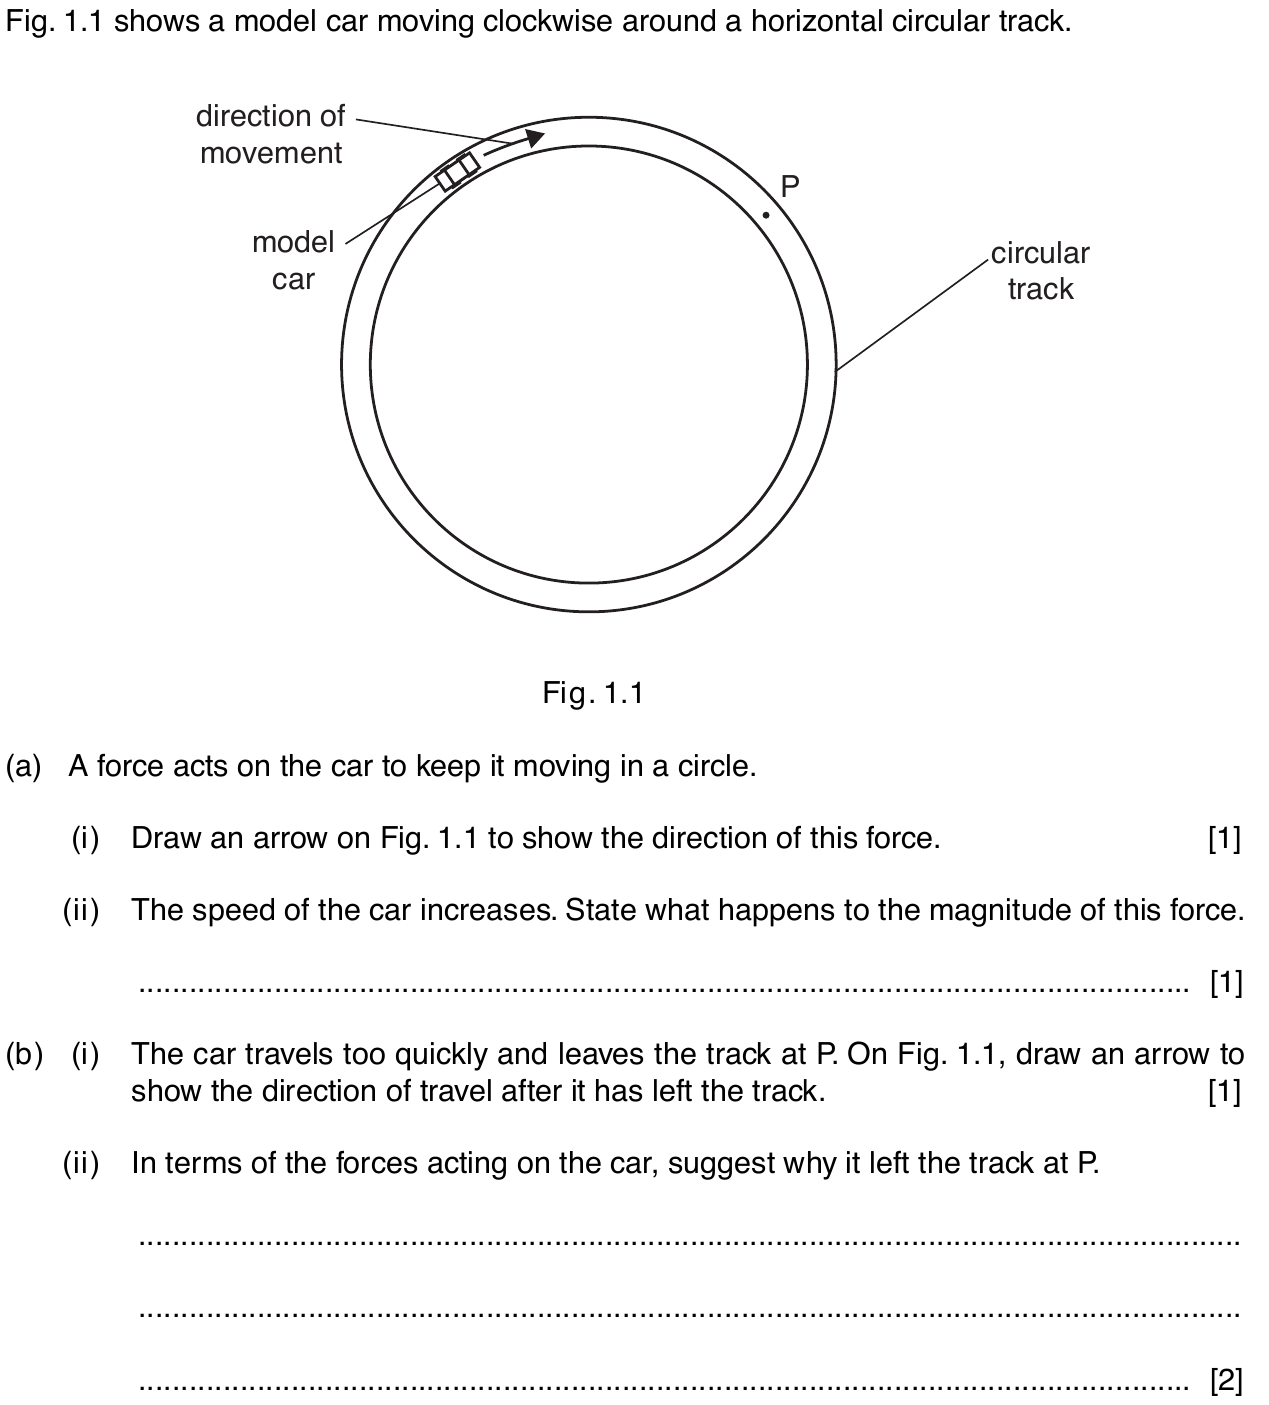 Fig. 1.1 shows a model car moving clockwise around a horizontal circular track.
direction of
movement
P
model
car
circular
track
Fig. 1.1
(a) A force acts on the car to keep it moving in a circle.
(i) Draw an arrow on Fig. 1.1 to show the direction of this force. [1]
(ii) The speed of the car increases. State what happens to the magnitude of this force.
.......................................................................................................................... [1]
(b) (i) The car travels too quickly and leaves the track at P. On Fig. 1.1, draw an arrow to
show the direction of travel after it has left the track. [1]
(ii) In terms of the forces acting on the car, suggest why it left the track at P.
................................................................................................................................
................................................................................................................................
.......................................................................................................................... [2]